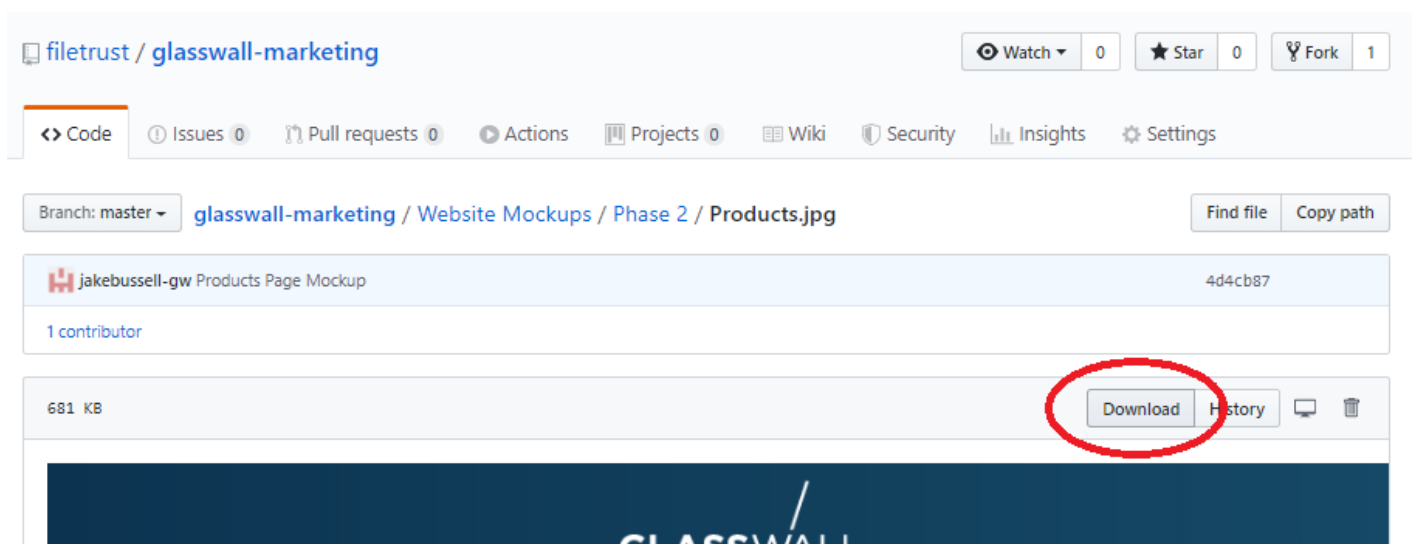 filetrust / glasswall-marketing
Watch 0 Star 0 Fork 1
Code Issues 0 Pull requests 0 Actions Projects 0 Wiki Security Insights Settings
Branch: master glasswall-marketing / Website Mockups / Phase 2 / Products.jpg Find file Copy path
jakebussell-gw Products Page Mockup 4d4cb87
1 contributor
681 KB Download History
GLASSWALL